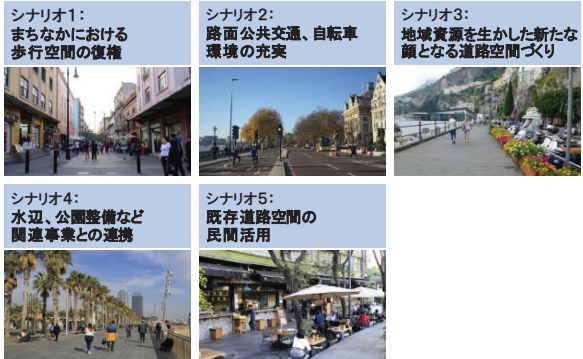 シナリオ1:
まちなかにおける
歩行空間の復権
シナリオ2:
路面公共交通、自転車
環境の充実
シナリオ3:
地域資源を生かした新たな
顔となる道路空間づくり
シナリオ4:
水辺、公園整備など
関連事業との連携
シナリオ5:
既存道路空間の
民間活用